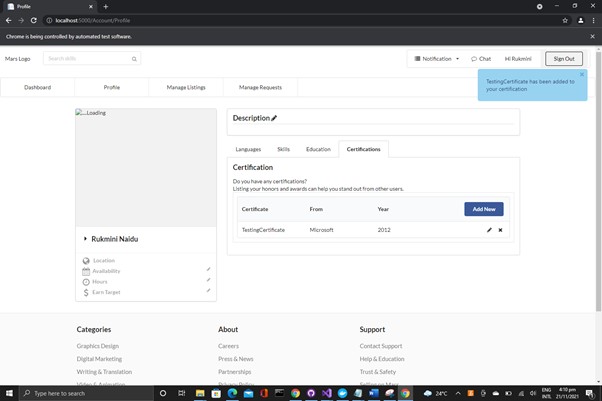 Profile
localhost:5000/Account/Profile
Chrome is being controlled by automated test software.
Mars Logo
Search skills
Notification
Chat
Hi Rukmini
Sign Out
Dashboard
Profile
Manage Listings
Manage Requests
TestingCertificate has been added to
your certification
...Loading
Description
Languages
Skills
Education
Certifications
Certification
Do you have any certifications?
Listing your honors and awards can help you stand out from other users.
Certificate
From
Year
Add New
TestingCertificate
Microsoft
2012
Rukmini Naidu
Location
Availability
Hours
Earn Target
Categories
About
Support
Graphics Design
Careers
Contact Support
Digital Marketing
Press & News
Help & Education
Writing & Translation
Partnerships
Trust & Safety
Video & Animation
Privacy Policy
Type here to search
24°C
ENG
INTL
4:10 pm
21/11/2021